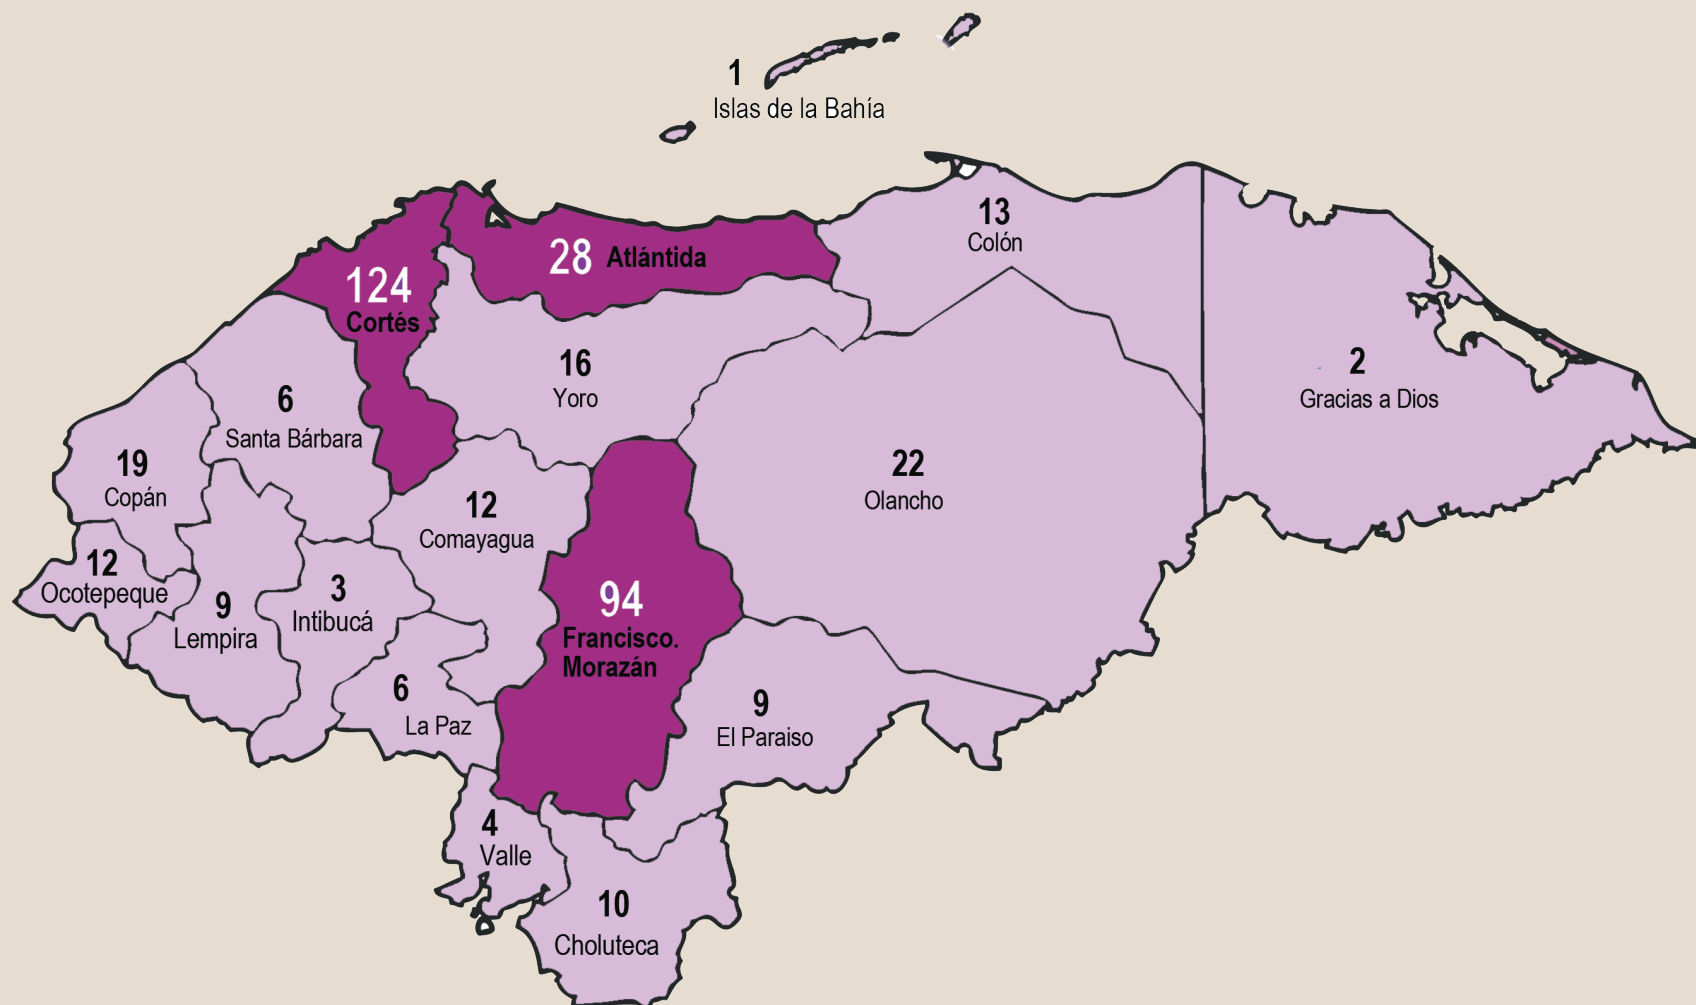 1
Islas de la Bahía
13
Colón
28 Atlántida
124
Cortés
2
Gracias a Dios
16
Yoro
6
Santa Bárbara
22
Olancho
19
Copán
12
Comayagua
12
Ocotepeque
3
Intibucá
9
Lempira
94
Francisco.
Morazán
6
La Paz
9
El Paraiso
4
Valle
10
Choluteca